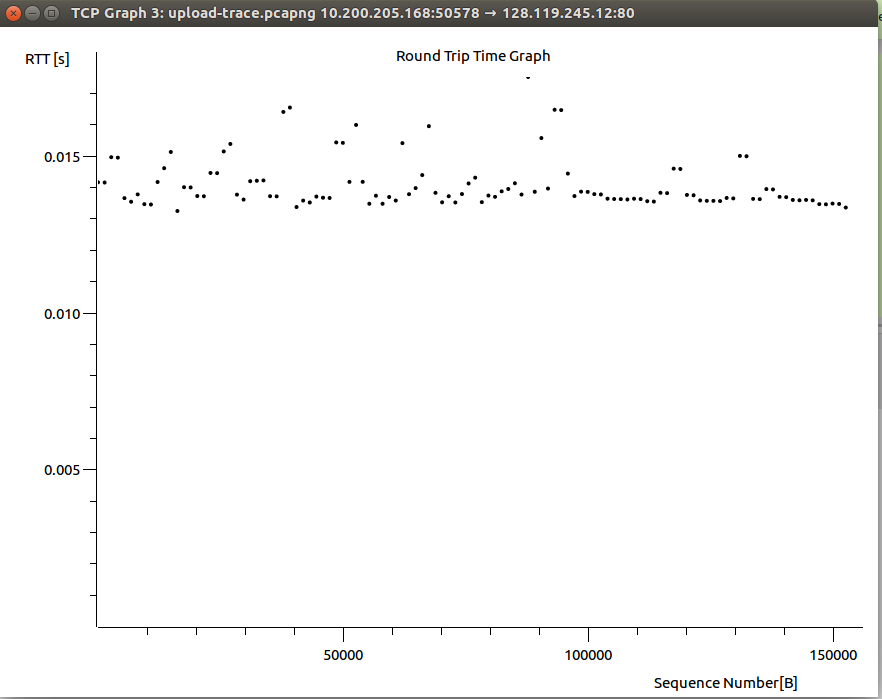 TCP Graph 3: upload-trace.pcapng 10.200.205.168:50578 → 128.119.245.12:80
RTT [s]
Round Trip Time Graph
0.015
0.010
0.005
50000
100000
150000
Sequence Number[B]